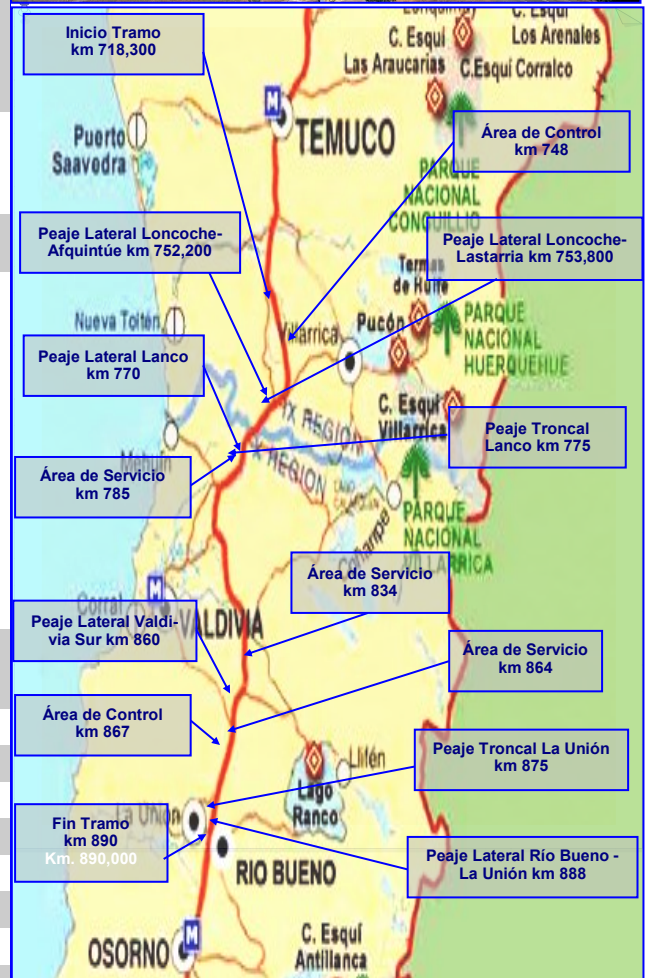 Lonquimay
C. Esquí
Los Arenales
Inicio Tramo
km 718,300
C. Esqui
Las Araucarias
C.Esquí Corralco
M
Puerto
Saavedra
TEMUCO
Área de Control
km 748
PARQUE
NACIONAL
CONGUILLIO
Peaje Lateral Loncoche-
Afquintúe km 752,200
Peaje Lateral Loncoche-
Lastarria km 753,800
Termas
de Huife
Nueva Toltén
Villarrica
Pucón
PARQUE
NACIONAL
HUERQUEHUE
Peaje Lateral Lanco
km 770
C. Esquí
Villarrica
IX REGION
X REGION
Peaje Troncal
Lanco km 775
Mehuín
Área de Servicio
km 785
PARQUE
NACIONAL
VILLARRICA
Coñaripe
Área de Servicio
km 834
M
Corral
VALDIVIA
Peaje Lateral Valdi-
via Sur km 860
Área de Servicio
km 864
Área de Control
km 867
Peaje Troncal La Unión
km 875
Llifén
Lago
Ranco
La Unión
Fin Tramo
km 890
Km. 890,000
RIO BUENO
Peaje Lateral Río Bueno -
La Unión km 888
M
OSORNO
C. Esquí
Antillanca